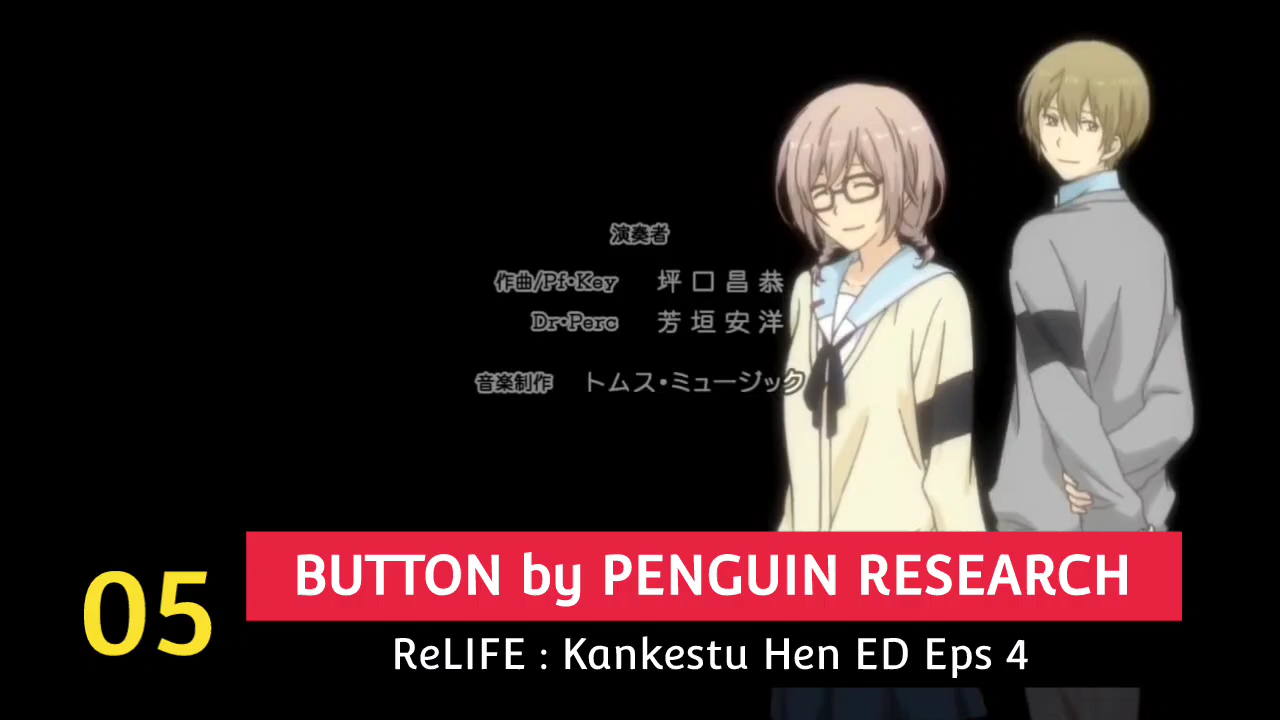 演奏者
作曲/Pf・Key 坪口昌恭
Dr・Perc 芳垣安洋
音楽制作 トムス・ミュージック
05
BUTTON by PENGUIN RESEARCH
ReLIFE : Kankestu Hen ED Eps 4